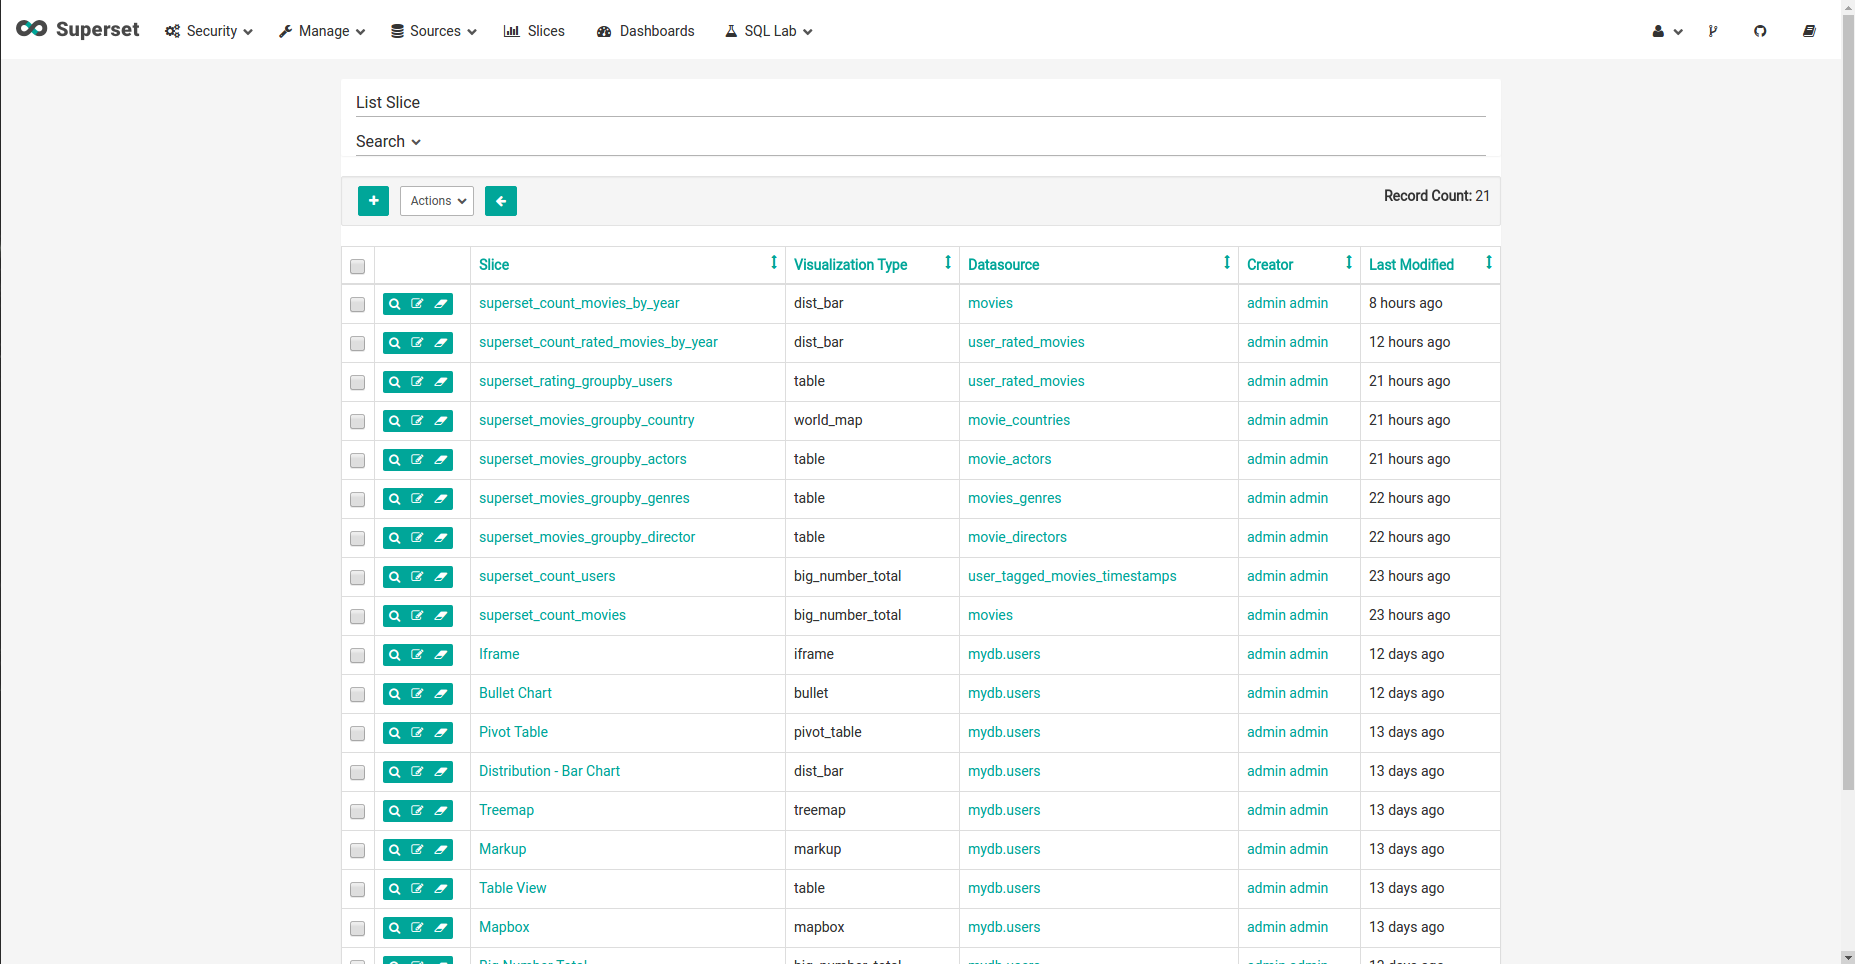 Superset Security Manage Sources Slices Dashboards SQL Lab
List Slice
Search
Actions Record Count: 21
Slice Visualization Type Datasource Creator Last Modified
superset_count_movies_by_year dist_bar movies admin admin 8 hours ago
superset_count_rated_movies_by_year dist_bar user_rated_movies admin admin 12 hours ago
superset_rating_groupby_users table user_rated_movies admin admin 21 hours ago
superset_movies_groupby_country world_map movie_countries admin admin 21 hours ago
superset_movies_groupby_actors table movie_actors admin admin 21 hours ago
superset_movies_groupby_genres table movies_genres admin admin 22 hours ago
superset_movies_groupby_director table movie_directors admin admin 22 hours ago
superset_count_users big_number_total user_tagged_movies_timestamps admin admin 23 hours ago
superset_count_movies big_number_total movies admin admin 23 hours ago
Iframe iframe mydb.users admin admin 12 days ago
Bullet Chart bullet mydb.users admin admin 12 days ago
Pivot Table pivot_table mydb.users admin admin 13 days ago
Distribution - Bar Chart dist_bar mydb.users admin admin 13 days ago
Treemap treemap mydb.users admin admin 13 days ago
Markup markup mydb.users admin admin 13 days ago
Table View table mydb.users admin admin 13 days ago
Mapbox mapbox mydb.users admin admin 13 days ago